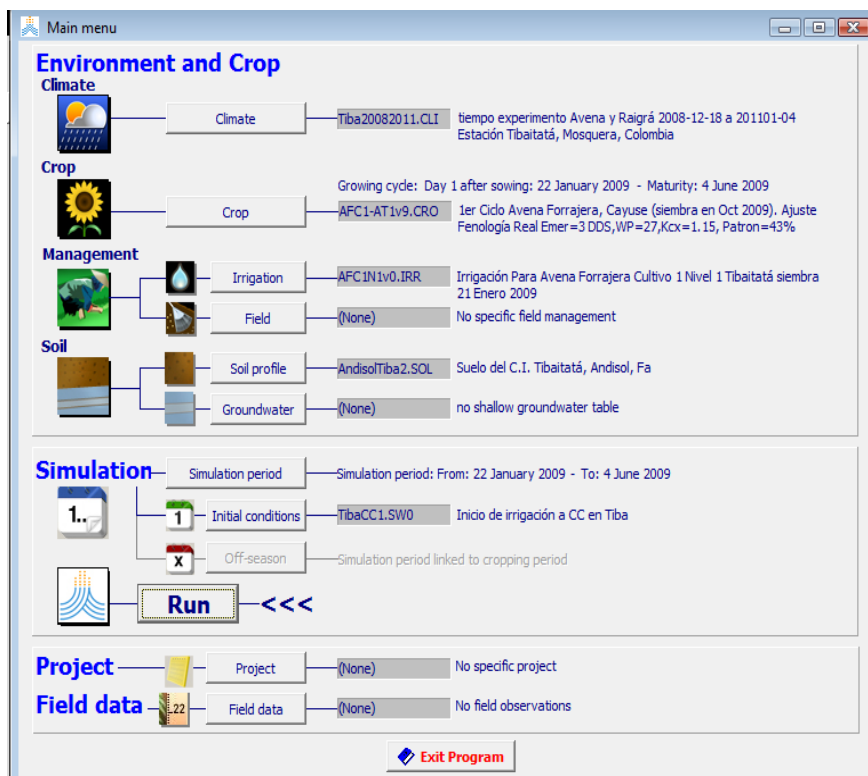 Main menu
Environment and Crop
Climate
Climate
Tiba20082011.CLI
tiempo experimento Avena y Raigrá 2008-12-18 a 201101-04
Estación Tibaitatá, Mosquera, Colombia
Crop
Growing cycle: Day 1 after sowing: 22 January 2009 - Maturity: 4 June 2009
Crop
AFC1-AT1v9.CRO
1er Ciclo Avena Forrajera, Cayuse (siembra en Oct 2009). Ajuste
Fenología Real Emer=3 DDS,WP=27,Kcx=1.15, Patron=43%
Management
Irrigation
AFC1N1v0.IRR
Irrigación Para Avena Forrajera Cultivo 1 Nivel 1 Tibaitatá siembra
21 Enero 2009
Field
(None)
No specific field management
Soil
Soil profile
AndisolTiba2.SOL
Suelo del C.I. Tibaitatá, Andisol, Fa
Groundwater
(None)
no shallow groundwater table
Simulation
Simulation period
Simulation period: From: 22 January 2009 - To: 4 June 2009
1..
1
Initial conditions
TibaCC1.SW0
Inicio de irrigación a CC en Tiba
x
Off-season
Simulation period linked to cropping period
Run
<<<
Project
Project
(None)
No specific project
Field data
.22
Field data
(None)
No field observations
Exit Program